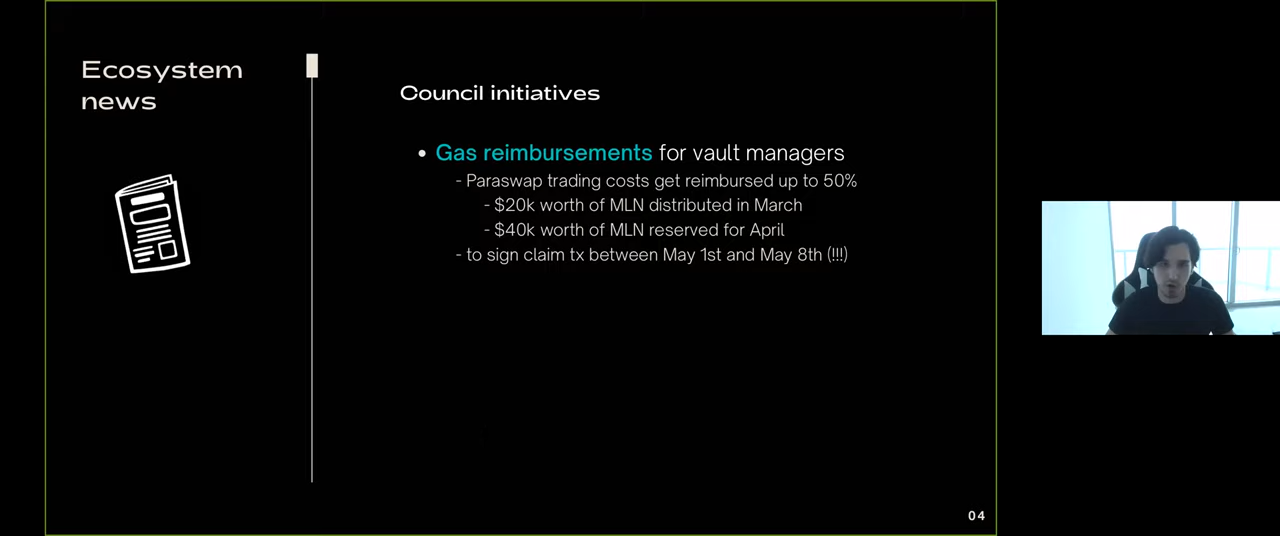 Ecosystem
news
Council initiatives
• Gas reimbursements for vault managers
- Paraswap trading costs get reimbursed up to 50%
- $20k worth of MLN distributed in March
- $40k worth of MLN reserved for April
- to sign claim tx between May 1st and May 8th (!!!)
04